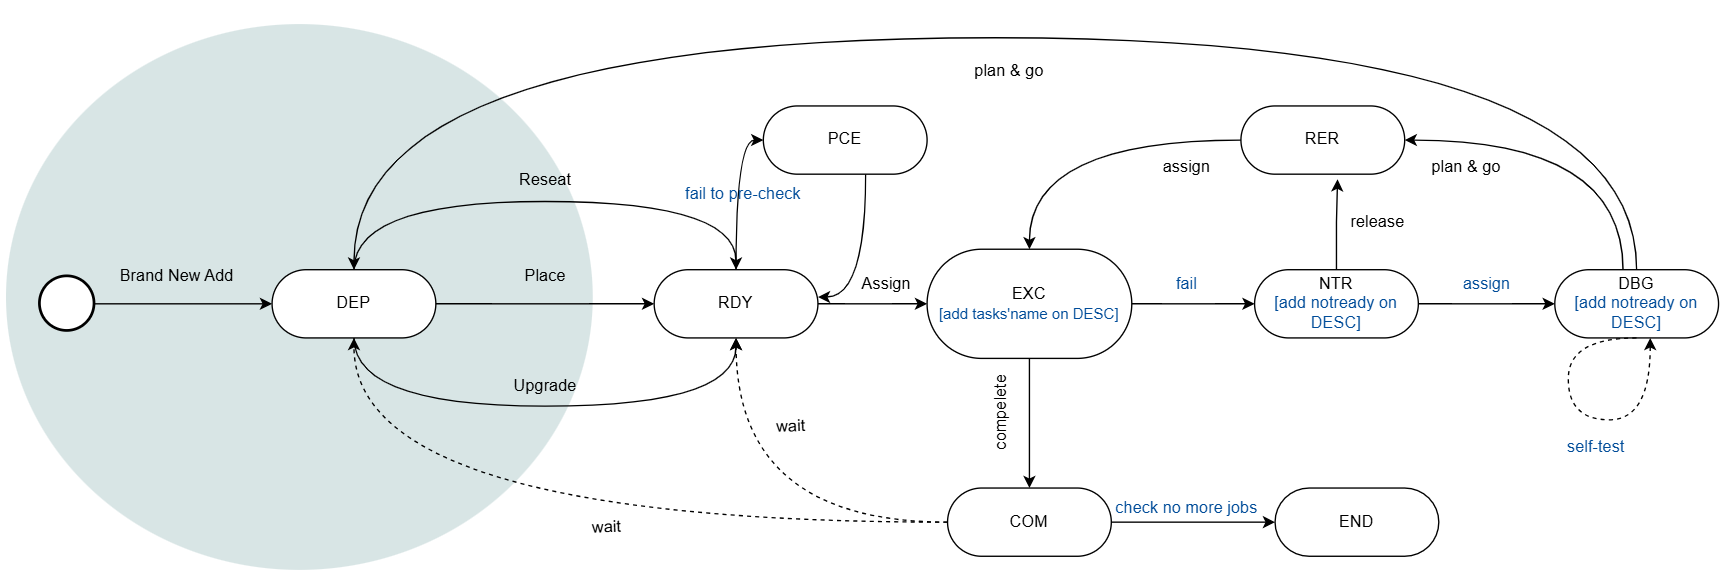 plan & go
PCE
RER
Reseat
fail to pre-check
assign
plan & go
release
Brand New Add
DEP
Place
RDY
Assign
EXC
[add tasks'name on DESC]
fail
NTR
[add notready on
DESC]
assign
DBG
[add notready on
DESC]
Upgrade
wait
compelete
self-test
wait
COM
check no more jobs
END